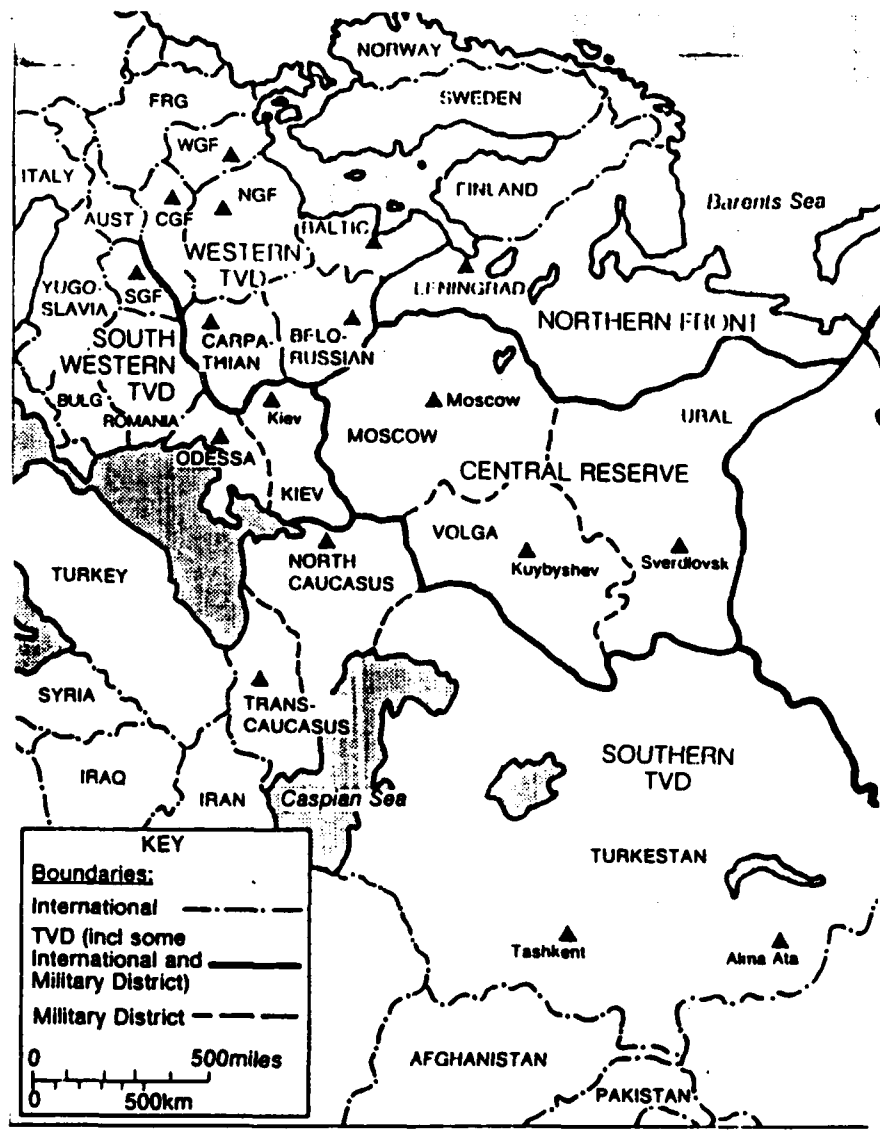 NORWAY
FRG
SWEDEN
WGF
ITALY
FINLAND
NGF
Barents Sea
AUST
CGF
BALTIC
WESTERN
TVD
LENINGRAD
YUGO-
SLAVIA
SGF
NORTHERN FRONT
SOUTH
WESTERN
TVD
CARPA-
THIAN
BELO-
RUSSIAN
BULG
ROMANIA
Kiev
Moscow
URAL
MOSCOW
ODESSA
CENTRAL RESERVE
KIEV
VOLGA
NORTH
CAUCASUS
Kuybyshev
Sverdlovsk
TURKEY
SYRIA
TRANS-
CAUCASUS
SOUTHERN
TVD
IRAQ
IRAN
Caspian Sea
KEY
Boundaries:
International
TVD (incl some
International and
Military District)
Military District
0 500miles
0 500km
TURKESTAN
Tashkent
Alma Ata
AFGHANISTAN
PAKISTAN